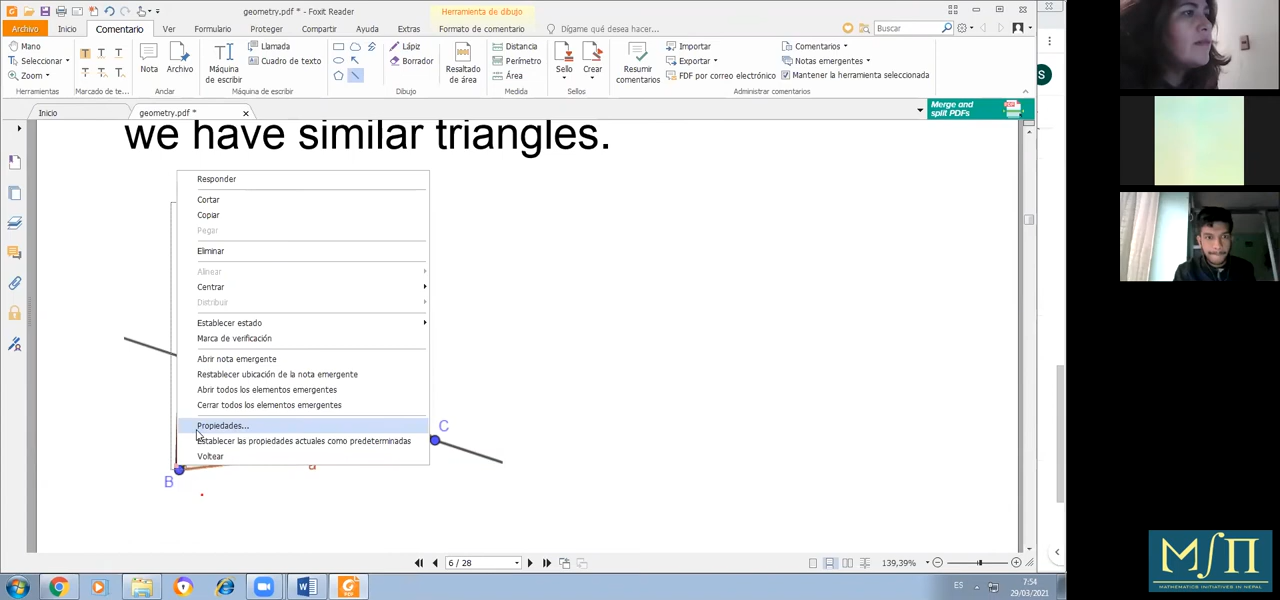 geometry.pdf * - Foxit Reader
Herramienta de dibujo
Archivo Inicio Comentario Ver Formulario Proteger Compartir Ayuda Extras Formato de comentario Dígame qué desea hacer... Buscar
Mano
Seleccionar
Zoom
Herramientas
T T T
T T T
Marcado de te...
Nota
Archivo
Anclar
Máquina
de escribir
Llamada
Cuadro de texto
Máquina de escribir
Lápiz
Borrador
Dibujo
Resaltado
de área
Distancia
Perímetro
Área
Medida
Sello
Crear
Sellos
Resumir
comentarios
Importar
Exportar
FDF por correo electrónico
Comentarios
Notas emergentes
Mantener la herramienta seleccionada
Administrar comentarios
S
Inicio geometry.pdf *
Merge and
split PDFs
we have similar triangles.
Responder
Cortar
Copiar
Pegar
Eliminar
Alinear
Centrar
Distribuir
Establecer estado
Marca de verificación
Abrir nota emergente
Restablecer ubicación de la nota emergente
Abrir todos los elementos emergentes
Cerrar todos los elementos emergentes
Propiedades...
Establecer las propiedades actuales como predeterminadas
Voltear
C
B
6 / 28
139,39%
ES
7:54
29/03/2021
MATHEMATICS INITIATIVES IN NEPAL